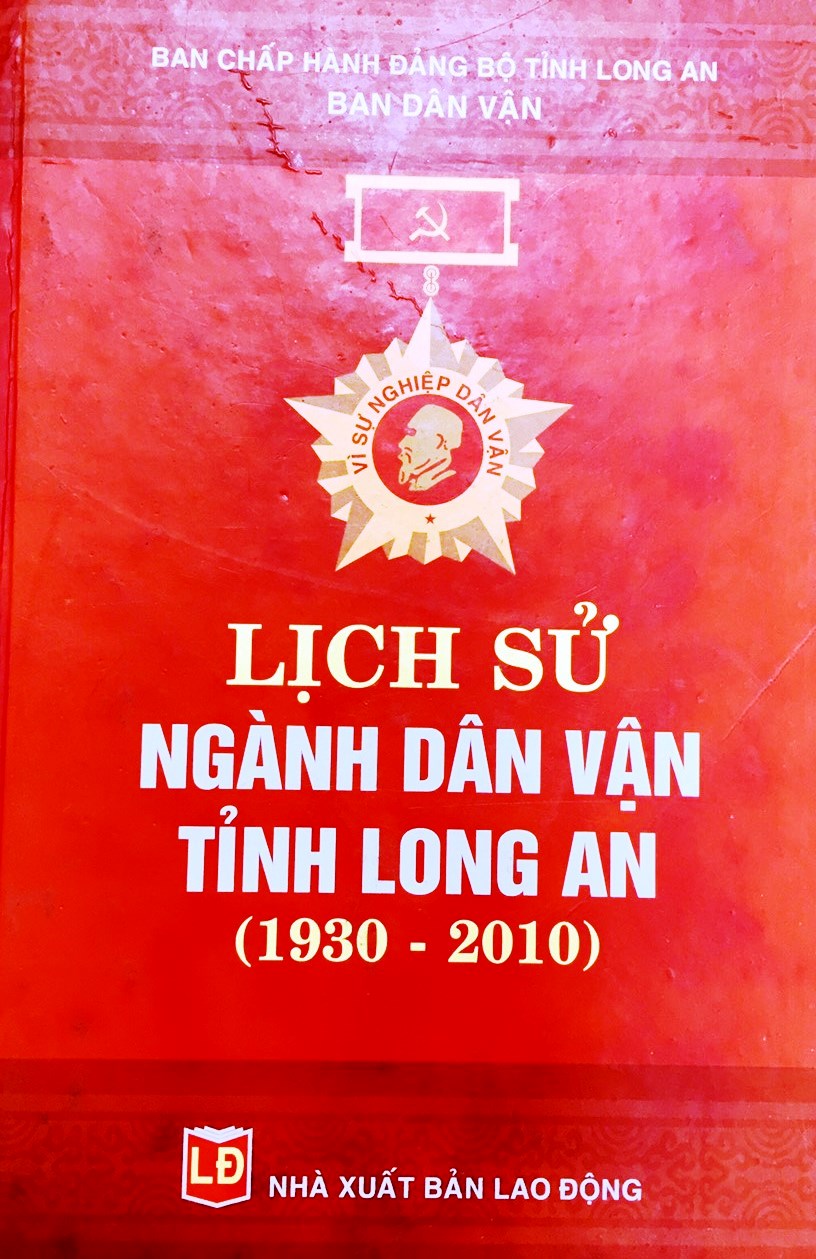 BAN CHẤP HÀNH ĐẢNG BỘ TỈNH LONG AN
BAN DÂN VẬN
VÌ SỰ NGHIỆP DÂN VẬN
LỊCH SỬ
NGÀNH DÂN VẬN
TỈNH LONG AN
(1930 - 2010)
LĐ
NHÀ XUẤT BẢN LAO ĐỘNG